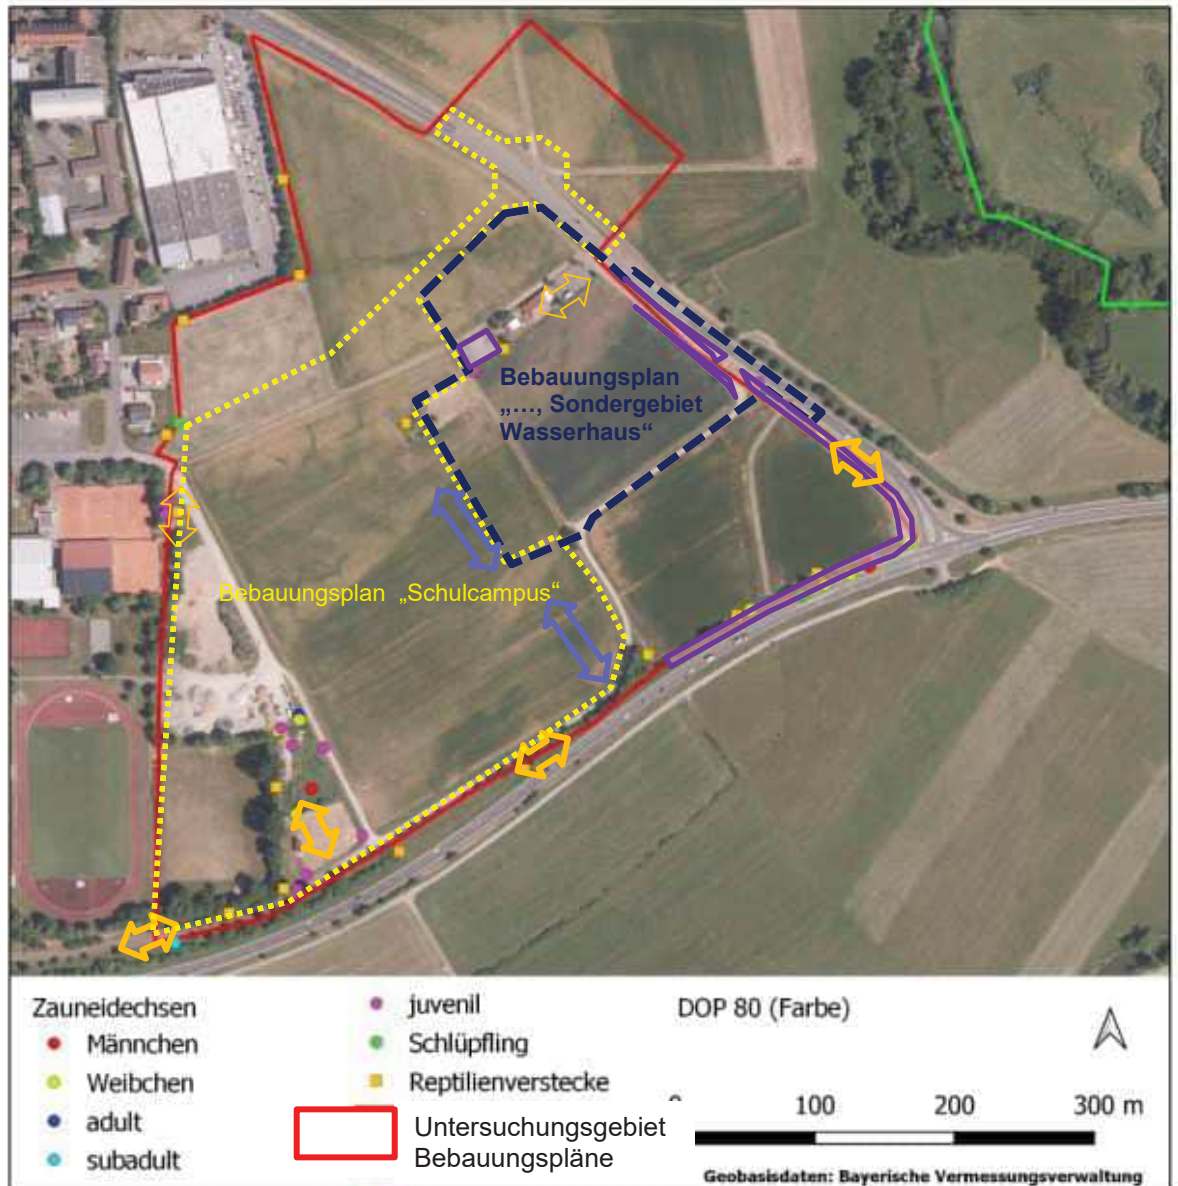 Bebauungsplan
„…, Sondergebiet
Wasserhaus“
Bebauungsplan „Schulcampus“
Zauneidechsen
Männchen
Weibchen
adult
subadult
juvenil
Schlüpfling
Reptilienverstecke
Untersuchungsgebiet
Bebauungspläne
DOP 80 (Farbe)
100 200 300 m
Geobasisdaten: Bayerische Vermessungsverwaltung